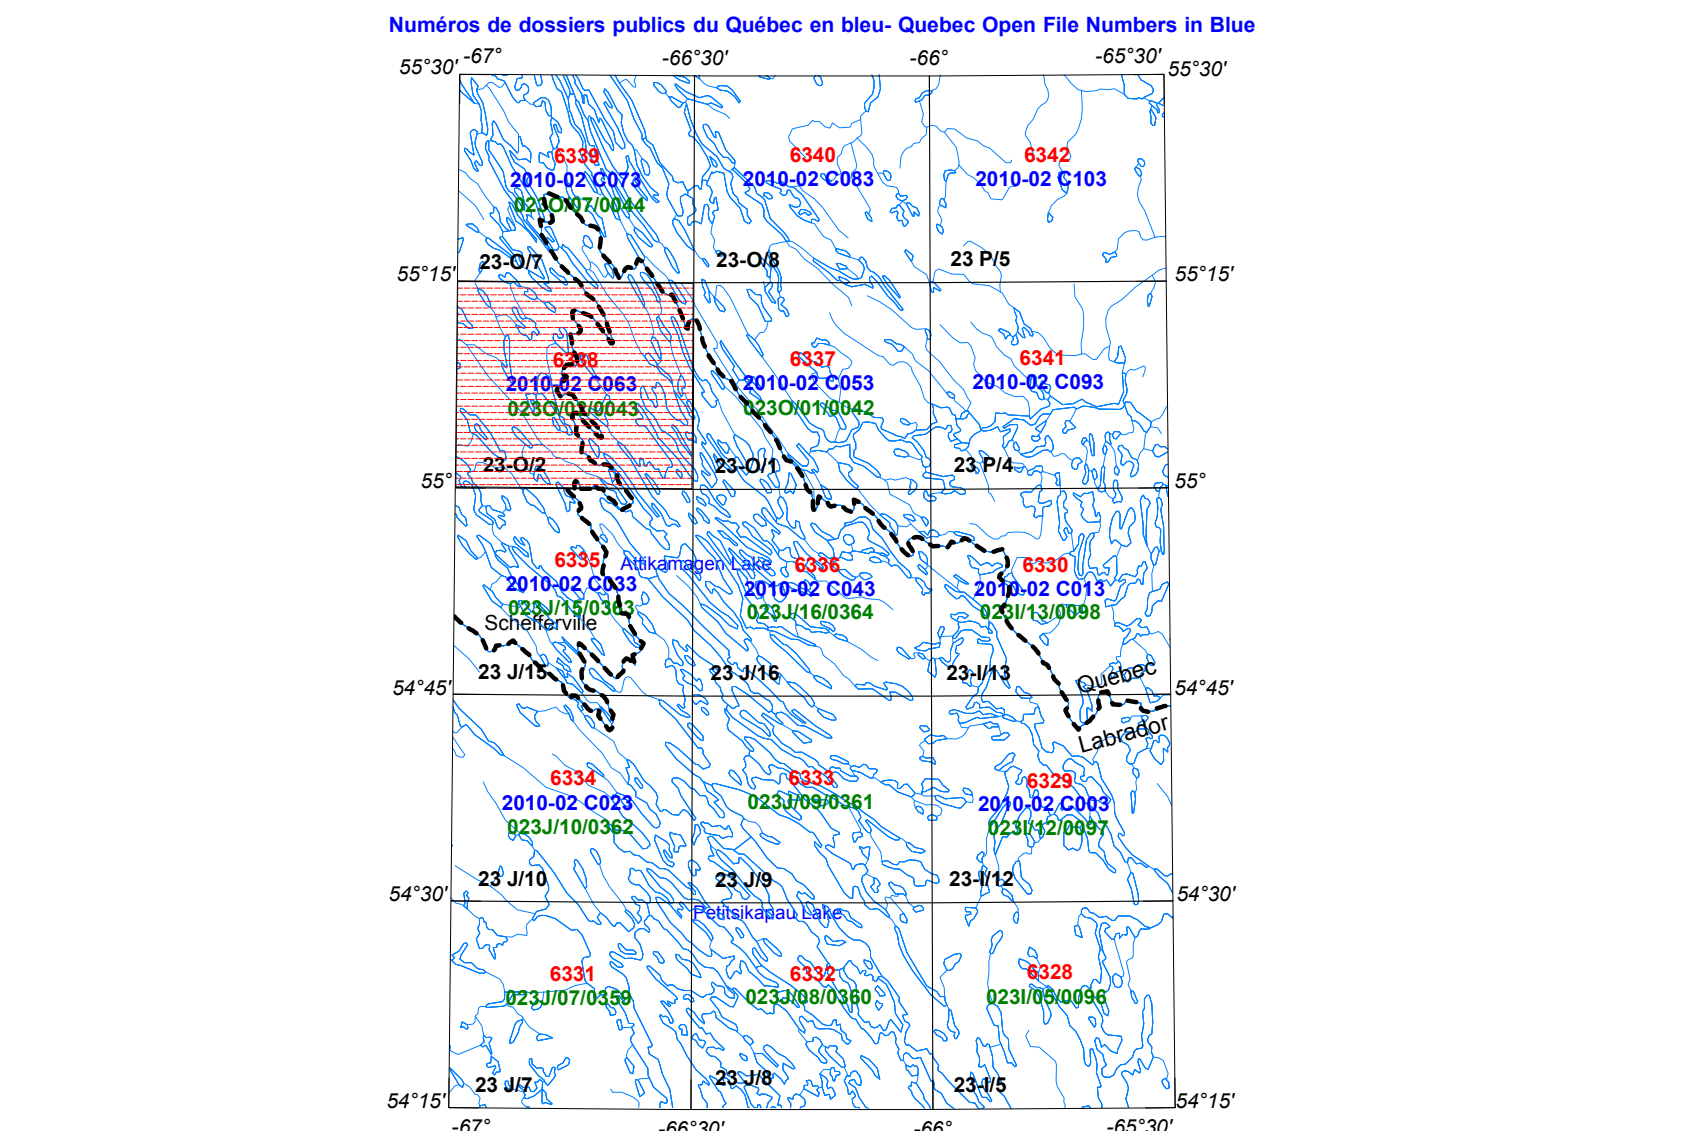 Numéros de dossiers publics du Québec en bleu- Quebec Open File Numbers in Blue
-67° -66°30' -66° -65°30'
55°30' 55°30'
6339 6340 6342
2010-02 C073 2010-02 C083 2010-02 C103
023O/07/0044
23-O/7 23-O/8 23 P/5
55°15' 55°15'
6338 6337 6341
2010-02 C063 2010-02 C053 2010-02 C093
023O/02/0043 023O/01/0042
23-O/2 23-O/1 23 P/4
55° 55°
6335 Attikamagen Lake 6336 6330
2010-02 C033 2010-02 C043 2010-02 C013
023J/15/0363 023J/16/0364 023I/13/0098
Schefferville
23 J/15 23 J/16 23-I/13 Quebec
54°45' 54°45'
Labrador
6334 6333 6329
2010-02 C023 023J/09/0361 2010-02 C003
023J/10/0362 023I/12/0097
23 J/10 23 J/9 23-I/12
54°30' 54°30'
Petitsikapau Lake
6331 6332 6328
023J/07/0359 023J/08/0360 023I/05/0096
23 J/7 23 J/8 23-I/5
54°15' 54°15'
-67° -66°30' -66° -65°30'